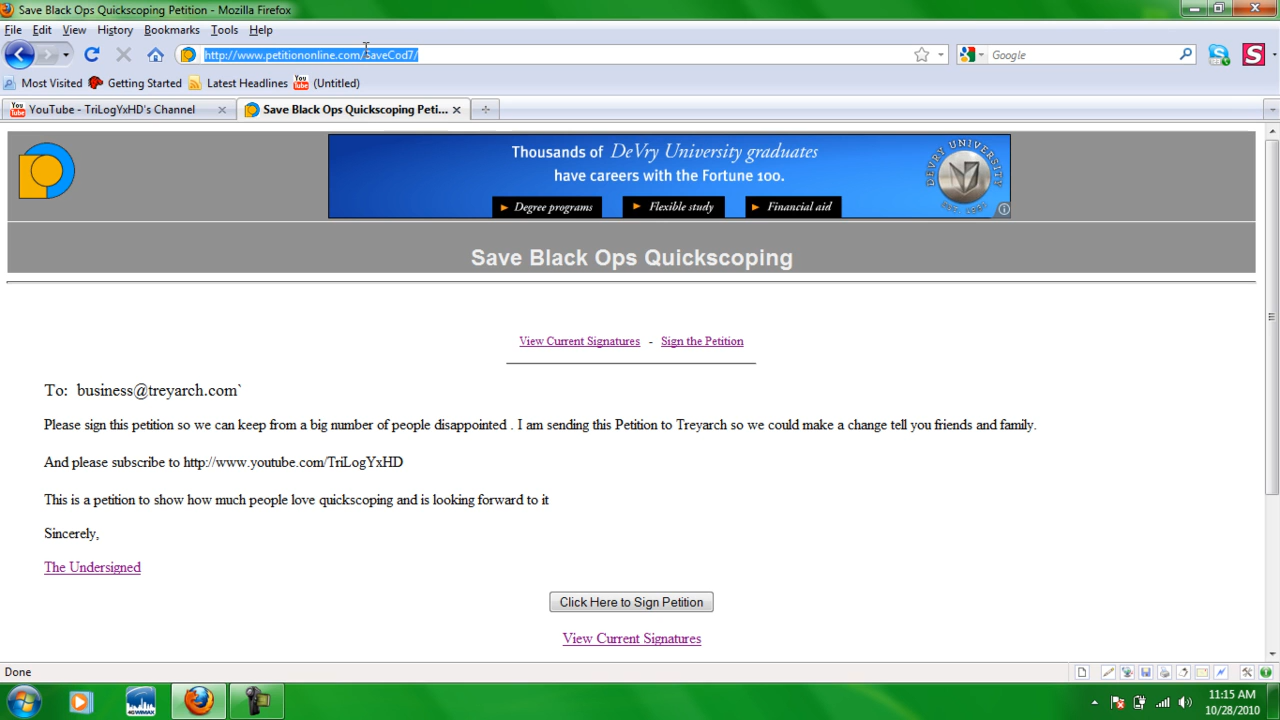 Save Black Ops Quickscoping Petition - Mozilla Firefox
File Edit View History Bookmarks Tools Help
http://www.petitiononline.com/SaveCod7/
Google
Most Visited Getting Started Latest Headlines (Untitled)
YouTube - TriLogYxHD's Channel
Save Black Ops Quickscoping Peti...
Thousands of DeVry University graduates
have careers with the Fortune 100.
Degree programs Flexible study Financial aid
DEVRY UNIVERSITY
Save Black Ops Quickscoping
View Current Signatures - Sign the Petition
To: business@treyarch.com`
Please sign this petition so we can keep from a big number of people disappointed . I am sending this Petition to Treyarch so we could make a change tell you friends and family.
And please subscribe to http://www.youtube.com/TriLogYxHD
This is a petition to show how much people love quickscoping and is looking forward to it
Sincerely,
The Undersigned
Click Here to Sign Petition
View Current Signatures
Done
11:15 AM
10/28/2010